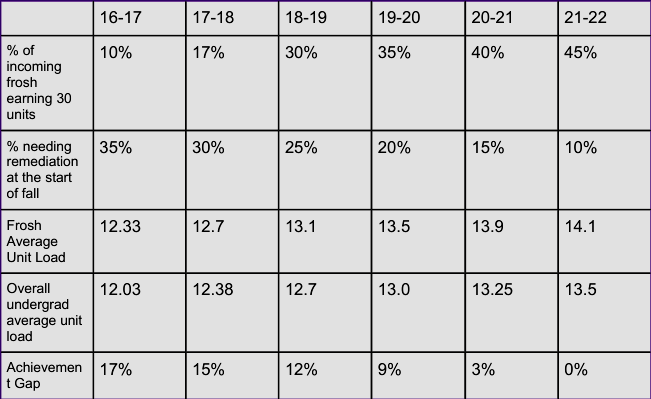 16-17 17-18 18-19 19-20 20-21 21-22
% of 10% 17% 30% 35% 40% 45%
incoming
frosh
earning 30
units
% needing 35% 30% 25% 20% 15% 10%
remediation
at the start
of fall
Frosh 12.33 12.7 13.1 13.5 13.9 14.1
Average
Unit Load
Overall 12.03 12.38 12.7 13.0 13.25 13.5
undergrad
average unit
load
Achievemen 17% 15% 12% 9% 3% 0%
t Gap